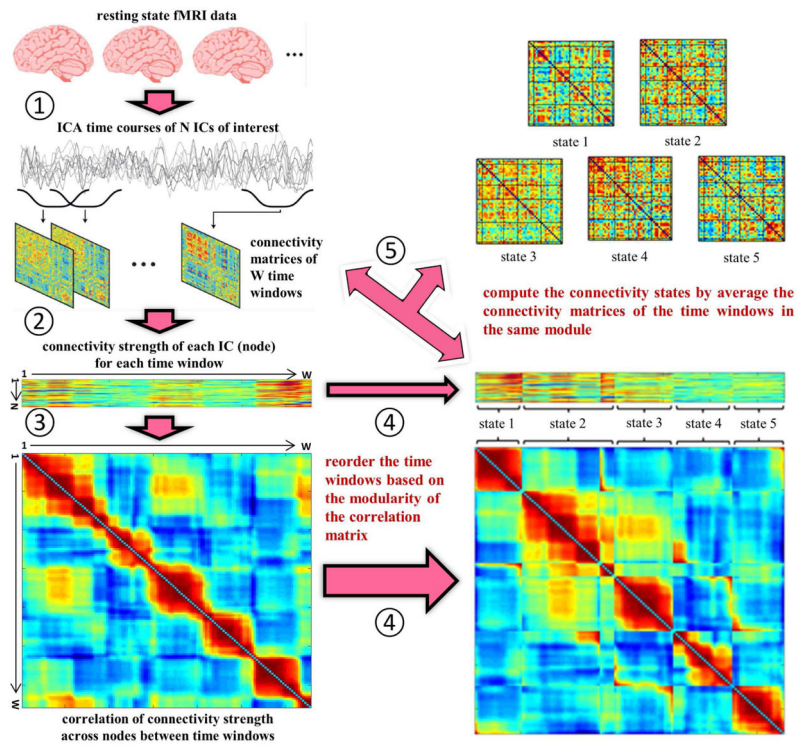 resting state fMRI data
...
1
ICA time courses of N ICs of interest
...
connectivity
matrices of
W time
windows
2
connectivity strength of each IC (node)
for each time window
1
W
1
N
3
1
W
1
W
correlation of connectivity strength
across nodes between time windows
4
reorder the time
windows based on
the modularity of
the correlation
matrix
4
5
state 1
state 2
state 3
state 4
state 5
compute the connectivity states by average the
connectivity matrices of the time windows in
the same module
state 1
state 2
state 3
state 4
state 5